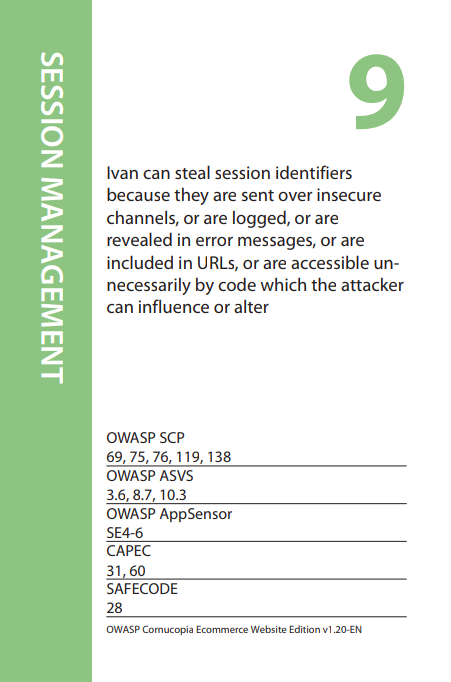 SESSION MANAGEMENT
9
Ivan can steal session identifiers
because they are sent over insecure
channels, or are logged, or are
revealed in error messages, or are
included in URLs, or are accessible un-
necessarily by code which the attacker
can influence or alter
OWASP SCP
69, 75, 76, 119, 138
OWASP ASVS
3.6, 8.7, 10.3
OWASP AppSensor
SE4-6
CAPEC
31, 60
SAFECODE
28
OWASP Cornucopia Ecommerce Website Edition v1.20-EN